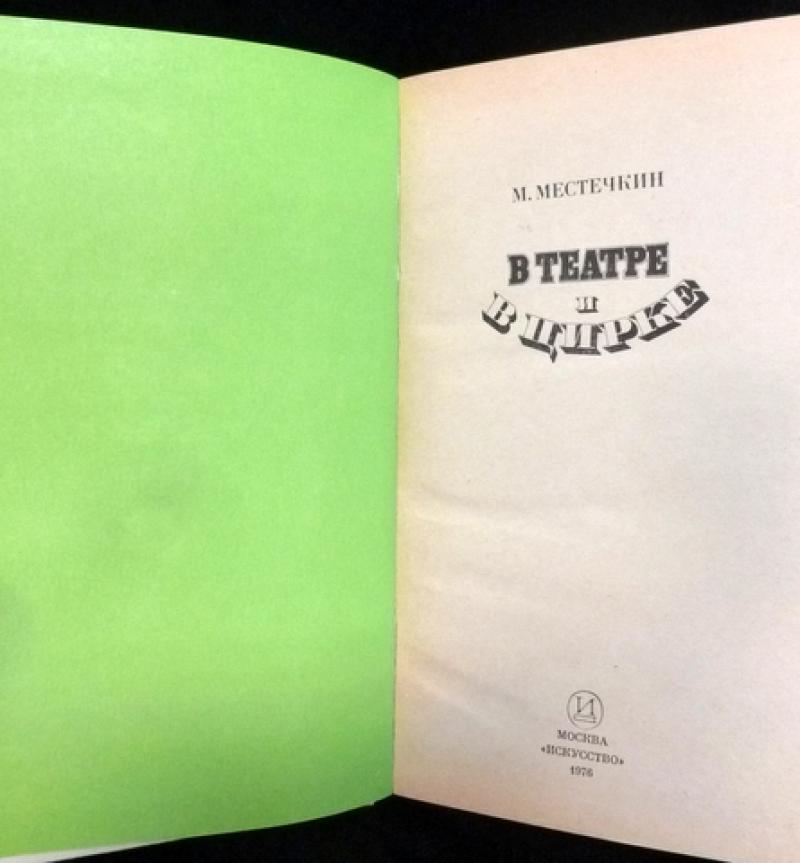 М. МЕСТЕЧКИН
В ТЕАТРЕ
И
В ЦИРКЕ
И
МОСКВА
«ИСКУССТВО»
1976